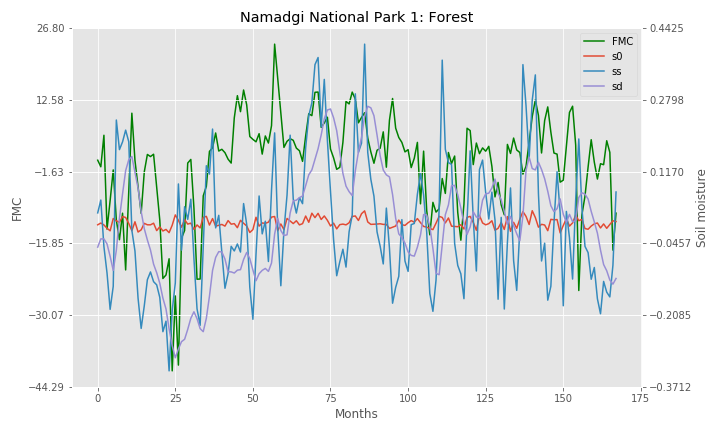 Namadgi National Park 1: Forest
26.80
12.58
−1.63
−15.85
−30.07
−44.29
FMC
0
25
50
75
100
125
150
175
Months
0.4425
0.2798
0.1170
−0.0457
−0.2085
−0.3712
Soil moisture
FMC
s0
ss
sd